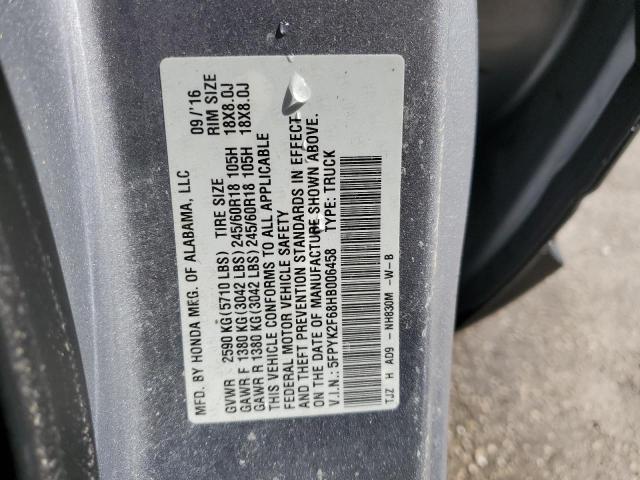 MFD. BY HONDA MFG. OF ALABAMA, LLC 09/'16
GVWR 2590 KG (5710 LBS) TIRE SIZE RIM SIZE
GAWR F 1380 KG (3042 LBS) 245/60R18 105H 18X8.0J
GAWR R 1380 KG (3042 LBS) 245/60R18 105H 18X8.0J
THIS VEHICLE CONFORMS TO ALL APPLICABLE
FEDERAL MOTOR VEHICLE SAFETY
AND THEFT PREVENTION STANDARDS IN EFFECT
ON THE DATE OF MANUFACTURE SHOWN ABOVE.
V.I.N.: 5FPYK2F68HB006458 TYPE: TRUCK
TJZ H A09 - NH830M -W-B